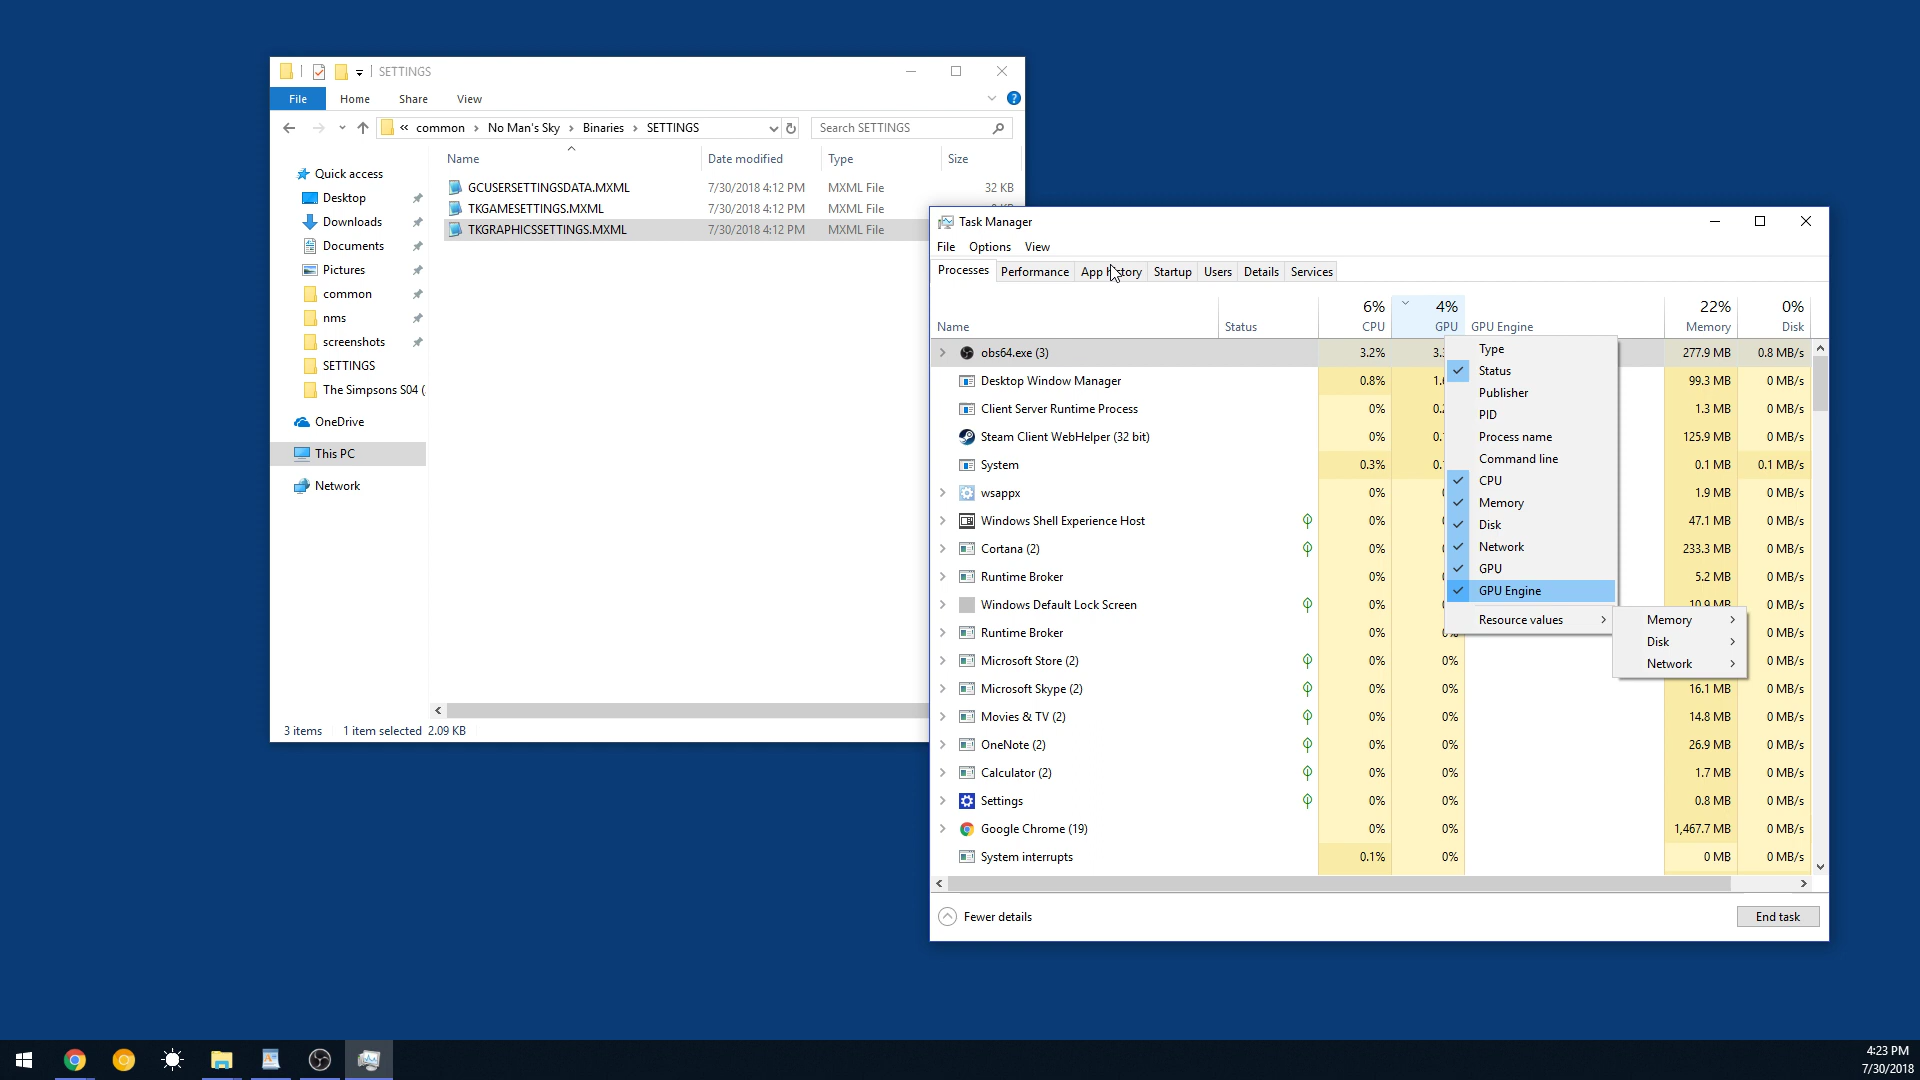 SETTINGS
File Home Share View
« common › No Man's Sky › Binaries › SETTINGS
Search SETTINGS
Name Date modified Type Size
GCUSERSETTINGSDATA.MXML 7/30/2018 4:12 PM MXML File 32 KB
TKGAMESETTINGS.MXML 7/30/2018 4:12 PM MXML File
TKGRAPHICSSETTINGS.MXML 7/30/2018 4:12 PM MXML File
Quick access
Desktop
Downloads
Documents
Pictures
common
nms
screenshots
SETTINGS
The Simpsons S04 (
OneDrive
This PC
Network
3 items 1 item selected 2.09 KB
Task Manager
File Options View
Processes Performance App history Startup Users Details Services
6% 4% 22% 0%
Name Status CPU GPU GPU Engine Memory Disk
obs64.exe (3) 3.2% 277.9 MB 0.8 MB/s
Desktop Window Manager 0.8% 99.3 MB 0 MB/s
Client Server Runtime Process 0% 1.3 MB 0 MB/s
Steam Client WebHelper (32 bit) 0% 125.9 MB 0 MB/s
System 0.3% 0.1 MB 0.1 MB/s
wsappx 0% 1.9 MB 0 MB/s
Windows Shell Experience Host 0% 47.1 MB 0 MB/s
Cortana (2) 0% 233.3 MB 0 MB/s
Runtime Broker 0% 5.2 MB 0 MB/s
Windows Default Lock Screen 0% 10.9 MB 0 MB/s
Runtime Broker 0% 0 MB/s
Microsoft Store (2) 0% 0% 0 MB/s
Microsoft Skype (2) 0% 0% 16.1 MB 0 MB/s
Movies & TV (2) 0% 0% 14.8 MB 0 MB/s
OneNote (2) 0% 0% 26.9 MB 0 MB/s
Calculator (2) 0% 0% 1.7 MB 0 MB/s
Settings 0% 0% 0.8 MB 0 MB/s
Google Chrome (19) 0% 0% 1,467.7 MB 0 MB/s
System interrupts 0.1% 0% 0 MB 0 MB/s
Type
Status
Publisher
PID
Process name
Command line
CPU
Memory
Disk
Network
GPU
GPU Engine
Resource values
Memory
Disk
Network
Fewer details End task
4:23 PM
7/30/2018